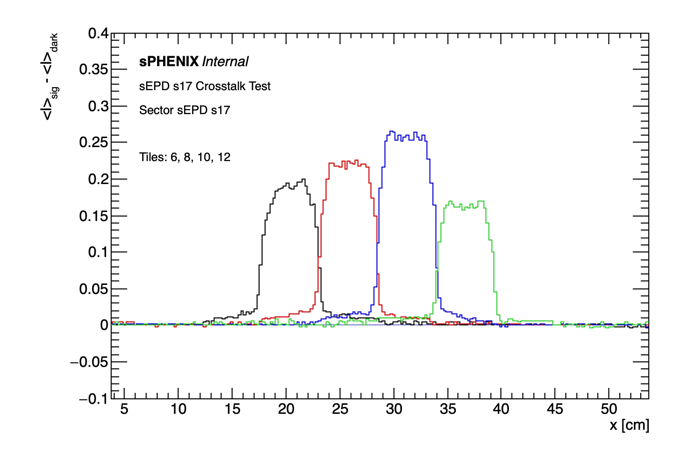 <I>sig - <I>dark
0.4
0.35
0.3
0.25
0.2
0.15
0.1
0.05
0
−0.05
−0.1
sPHENIX Internal
sEPD s17 Crosstalk Test
Sector sEPD s17
Tiles: 6, 8, 10, 12
5 10 15 20 25 30 35 40 45 50
x [cm]